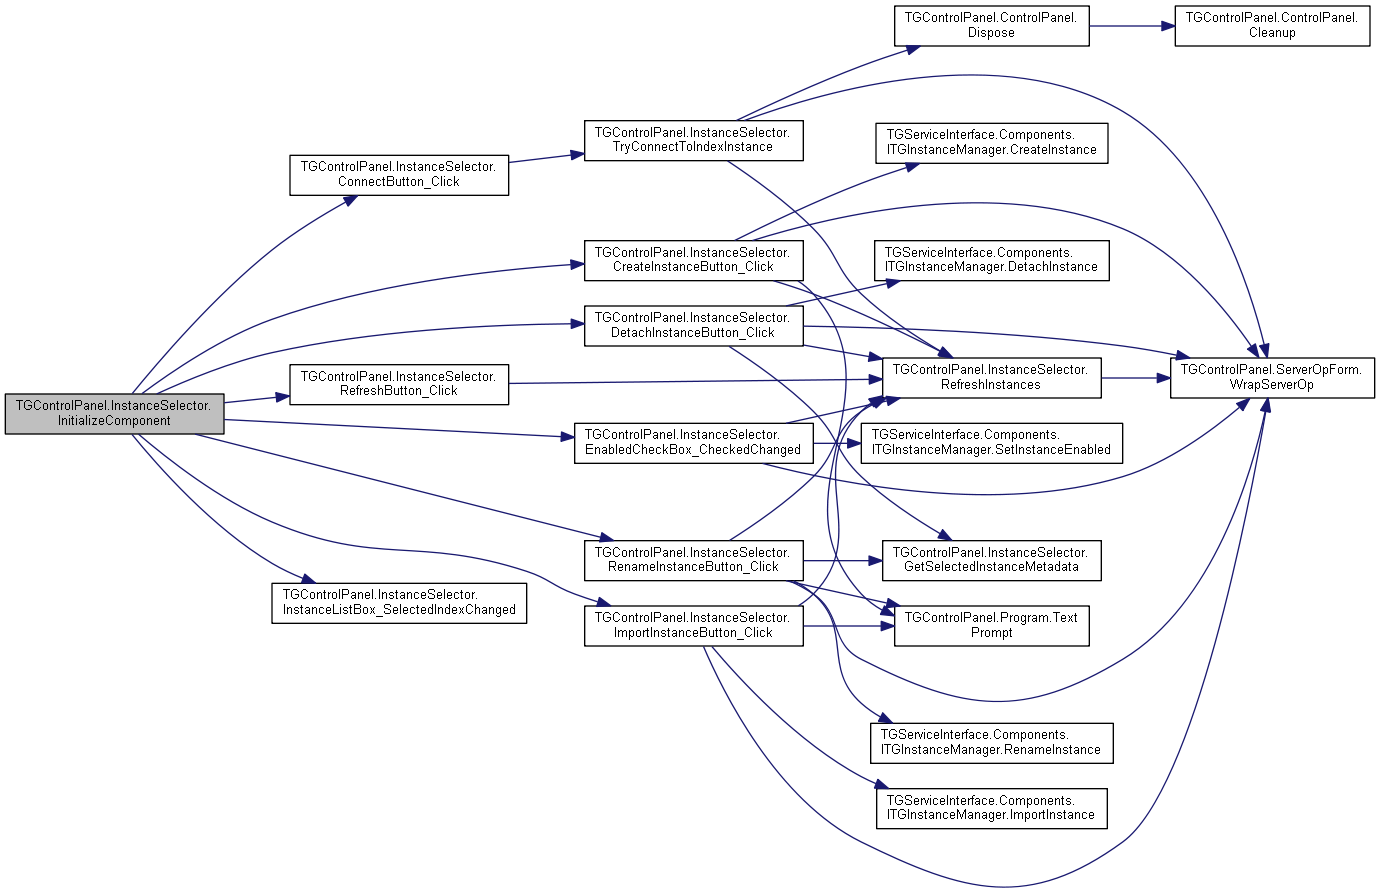 TGControlPanel.ControlPanel.
Dispose
TGControlPanel.ControlPanel.
Cleanup
TGControlPanel.InstanceSelector.
TryConnectToIndexInstance
TGServiceInterface.Components.
ITGInstanceManager.CreateInstance
TGControlPanel.InstanceSelector.
ConnectButton_Click
TGControlPanel.InstanceSelector.
CreateInstanceButton_Click
TGServiceInterface.Components.
ITGInstanceManager.DetachInstance
TGControlPanel.InstanceSelector.
DetachInstanceButton_Click
TGControlPanel.InstanceSelector.
RefreshButton_Click
TGControlPanel.InstanceSelector.
RefreshInstances
TGControlPanel.ServerOpForm.
WrapServerOp
TGControlPanel.InstanceSelector.
InitializeComponent
TGControlPanel.InstanceSelector.
EnabledCheckBox_CheckedChanged
TGServiceInterface.Components.
ITGInstanceManager.SetInstanceEnabled
TGControlPanel.InstanceSelector.
RenameInstanceButton_Click
TGControlPanel.InstanceSelector.
GetSelectedInstanceMetadata
TGControlPanel.InstanceSelector.
InstanceListBox_SelectedIndexChanged
TGControlPanel.InstanceSelector.
ImportInstanceButton_Click
TGControlPanel.Program.Text
Prompt
TGServiceInterface.Components.
ITGInstanceManager.RenameInstance
TGServiceInterface.Components.
ITGInstanceManager.ImportInstance